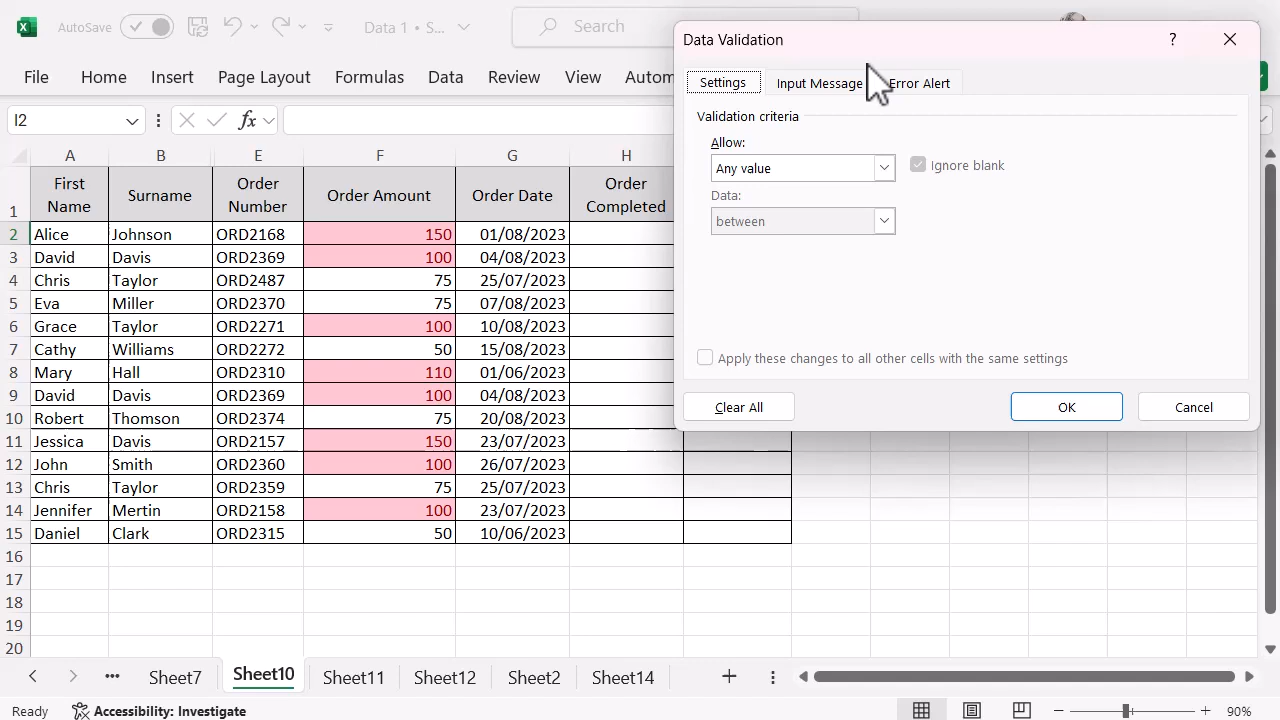 AutoSave
Data 1 • S...
Search
File Home Insert Page Layout Formulas Data Review View Autom
I2
fx
A B E F G H
1 First Name Surname Order Number Order Amount Order Date Order Completed
2 Alice Johnson ORD2168 150 01/08/2023
3 David Davis ORD2369 100 04/08/2023
4 Chris Taylor ORD2487 75 25/07/2023
5 Eva Miller ORD2370 75 07/08/2023
6 Grace Taylor ORD2271 100 10/08/2023
7 Cathy Williams ORD2272 50 15/08/2023
8 Mary Hall ORD2310 110 01/06/2023
9 David Davis ORD2369 100 04/08/2023
10 Robert Thomson ORD2374 75 20/08/2023
11 Jessica Davis ORD2157 150 23/07/2023
12 John Smith ORD2360 100 26/07/2023
13 Chris Taylor ORD2359 75 25/07/2023
14 Jennifer Mertin ORD2158 100 23/07/2023
15 Daniel Clark ORD2315 50 10/06/2023
16
17
18
19
20
Data Validation
?
Settings Input Message Error Alert
Validation criteria
Allow:
Any value
Ignore blank
Data:
between
Apply these changes to all other cells with the same settings
Clear All OK Cancel
Sheet7 Sheet10 Sheet11 Sheet12 Sheet2 Sheet14
Ready
Accessibility: Investigate
90%